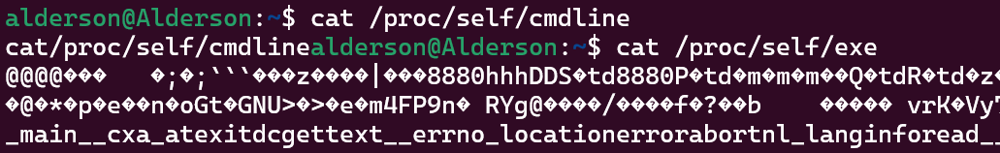 alderson@Alderson:~$ cat /proc/self/cmdline
cat/proc/self/cmdlinealderson@Alderson:~$ cat /proc/self/exe
@@@@���   �;�;```���z����|���8880hhhDDS�td8880P�td�m�m�m��Q�tdR�td�z�
�@�*�p�e��n�oGt�GNU>�>�e�m4FP9n� RYg@����/����f�?��b    ����� vrK�Vy
_main__cxa_atexitdcgettext__errno_locationerrorabortnl_langinforead__